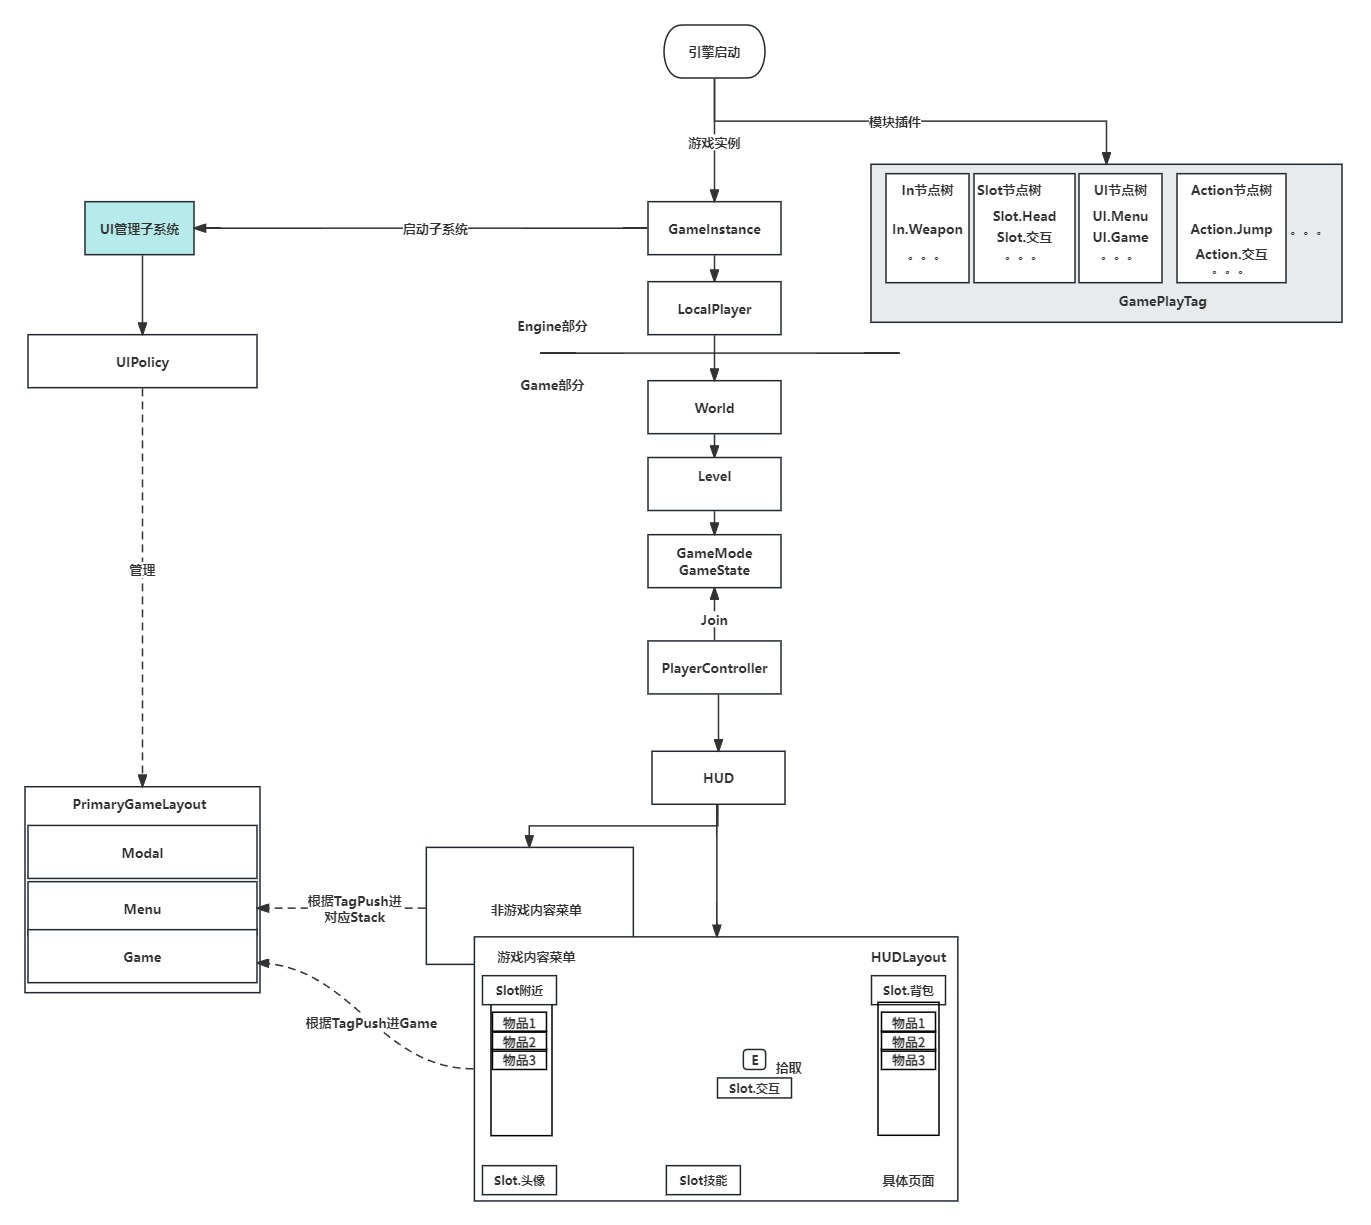 引擎启动
模块插件
游戏实例
In节点树
In.Weapon
。。。
Slot节点树
Slot.Head
Slot.交互
。。。
UI节点树
UI.Menu
UI.Game
。。。
Action节点树
Action.Jump
Action.交互
。。。
。。。
GamePlayTag
UI管理子系统
启动子系统
GameInstance
LocalPlayer
Engine部分
UIPolicy
Game部分
World
Level
GameMode
GameState
管理
Join
PlayerController
HUD
PrimaryGameLayout
Modal
Menu
Game
根据TagPush进
对应Stack
非游戏内容菜单
根据TagPush进Game
游戏内容菜单
HUDLayout
Slot附近
物品1
物品2
物品3
Slot.背包
物品1
物品2
物品3
E
拾取
Slot.交互
Slot.头像
Slot技能
具体页面